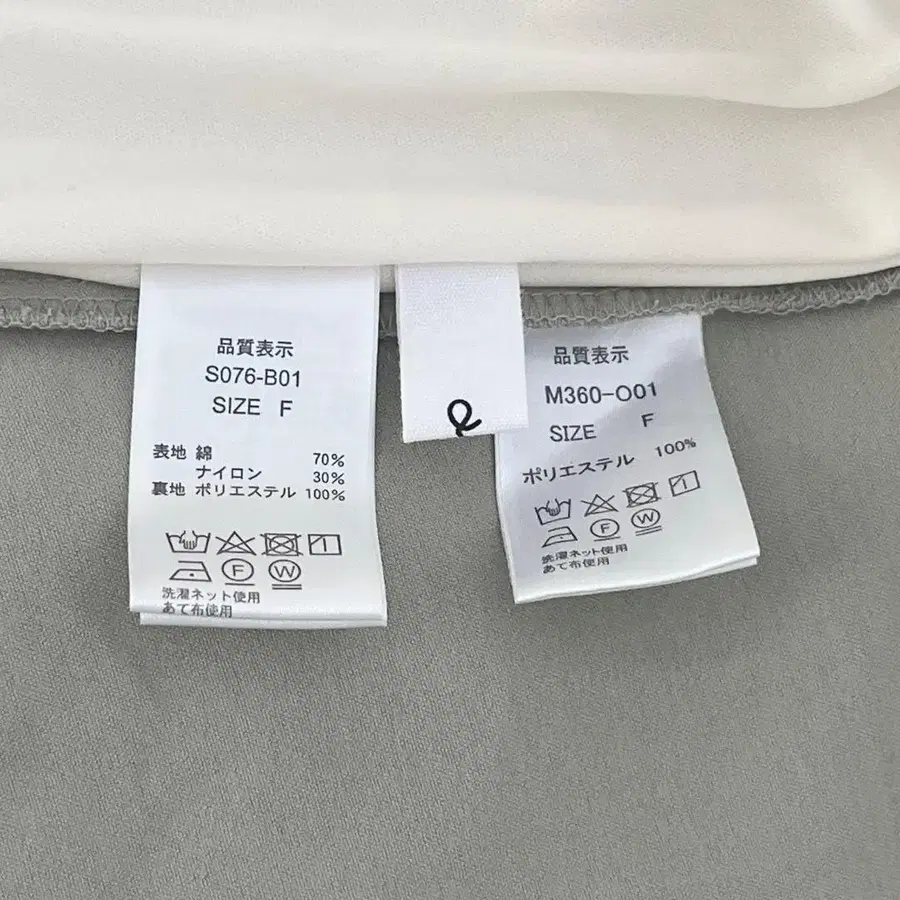 品質表示
S076-B01
SIZE F
表地 綿 70%
ナイロン 30%
裏地 ポリエステル 100%
F W
洗濯ネット使用
あて布使用
品質表示
M360-O01
SIZE F
ポリエステル 100%
F W
洗濯ネット使用
あて布使用